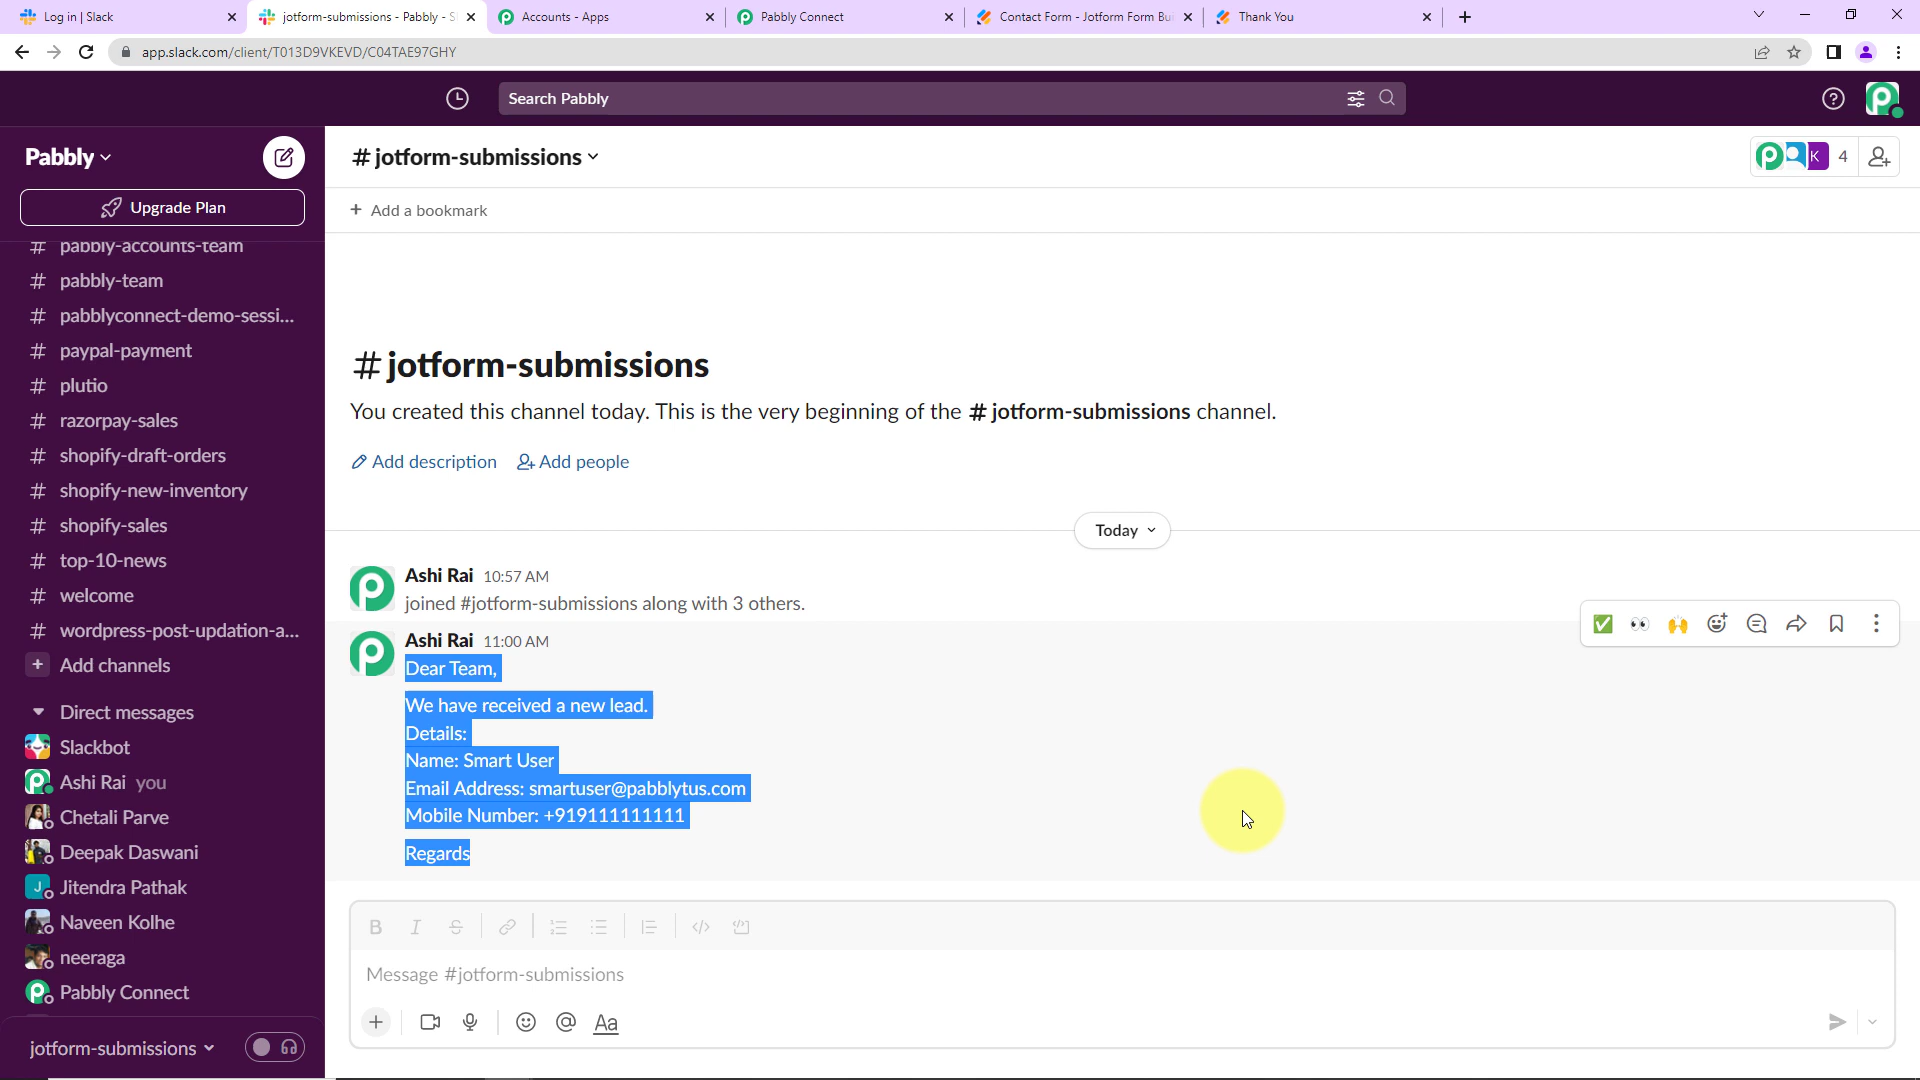 Log in | Slack
jotform-submissions - Pabbly - S
Accounts - Apps
Pabbly Connect
Contact Form - Jotform Form Bu
Thank You
app.slack.com/client/T013D9VKEVD/C04TAE97GHY
Search Pabbly
Pabbly
Upgrade Plan
# pabbly-accounts-team
# pabbly-team
# pabblyconnect-demo-sessi...
# paypal-payment
# plutio
# razorpay-sales
# shopify-draft-orders
# shopify-new-inventory
# shopify-sales
# top-10-news
# welcome
# wordpress-post-updation-a...
+ Add channels
Direct messages
Slackbot
Ashi Rai you
Chetali Parve
Deepak Daswani
J Jitendra Pathak
Naveen Kolhe
neeraga
Pabbly Connect
jotform-submissions
# jotform-submissions
K 4
+ Add a bookmark
# jotform-submissions
You created this channel today. This is the very beginning of the # jotform-submissions channel.
Add description Add people
Today
Ashi Rai 10:57 AM
joined #jotform-submissions along with 3 others.
Ashi Rai 11:00 AM
Dear Team,
We have received a new lead.
Details:
Name: Smart User
Email Address: smartuser@pabblytus.com
Mobile Number: +919111111111
Regards
Message #jotform-submissions
Aa